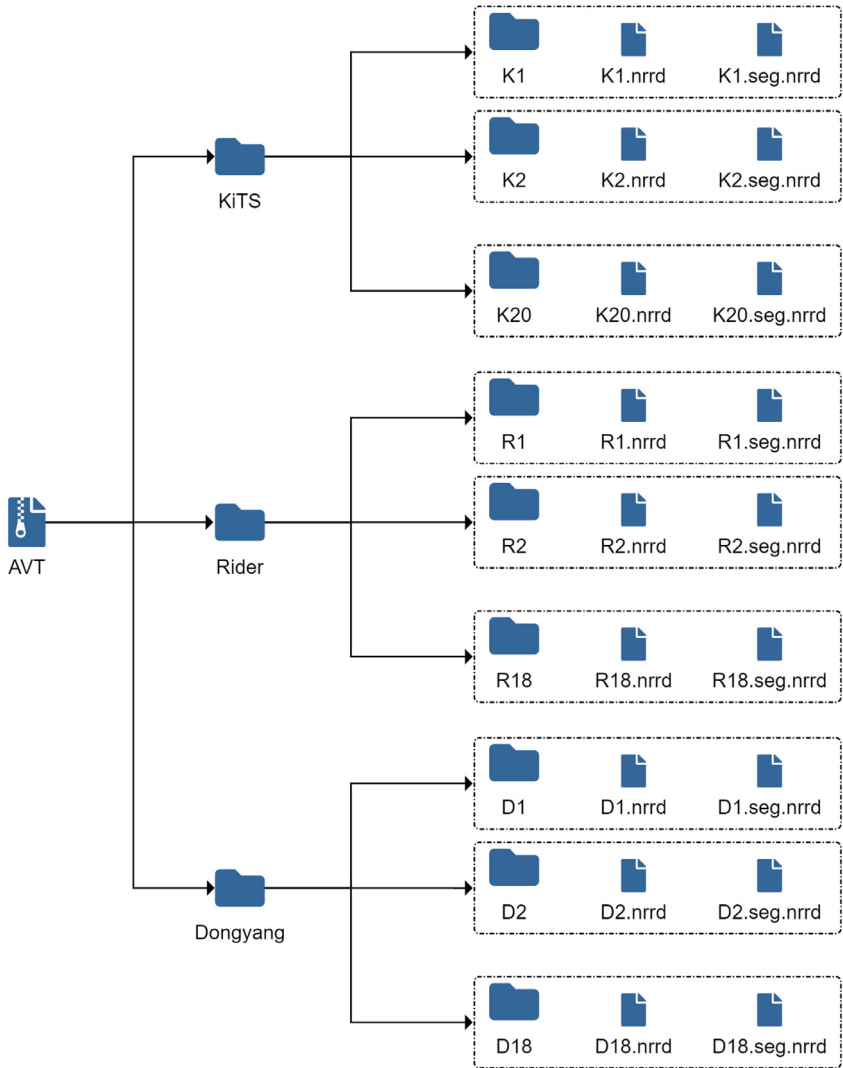 K1 K1.nrrd K1.seg.nrrd
K2 K2.nrrd K2.seg.nrrd
KiTS
K20 K20.nrrd K20.seg.nrrd
R1 R1.nrrd R1.seg.nrrd
R2 R2.nrrd R2.seg.nrrd
AVT
Rider
R18 R18.nrrd R18.seg.nrrd
D1 D1.nrrd D1.seg.nrrd
D2 D2.nrrd D2.seg.nrrd
Dongyang
D18 D18.nrrd D18.seg.nrrd